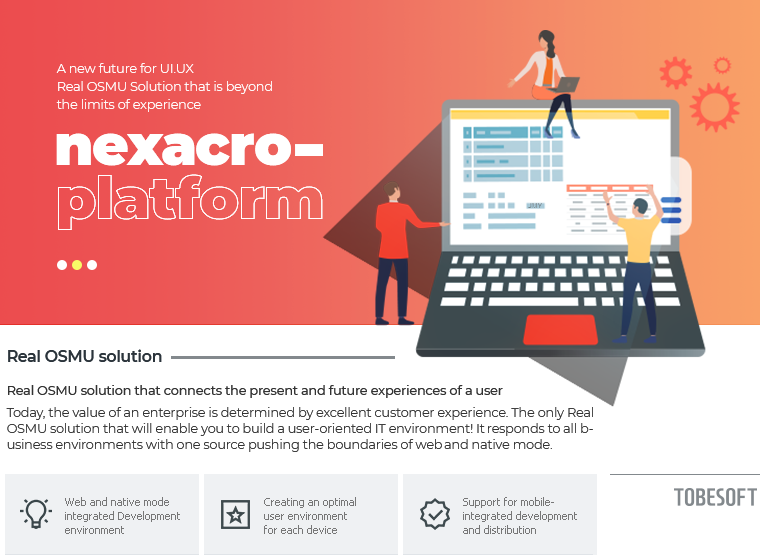 A new future for UI.UX
Real OSMU Solution that is beyond
the limits of experience
nexacro–
platform
Real OSMU solution
Real OSMU solution that connects the present and future experiences of a user
Today, the value of an enterprise is determined by excellent customer experience. The only Real
OSMU solution that will enable you to build a user-oriented IT environment! It responds to all b-
usiness environments with one source pushing the boundaries of web and native mode.
Web and native mode
integrated Development
environment
Creating an optimal
user environment
for each device
Support for mobile-
integrated development
and distribution
TOBESOFT